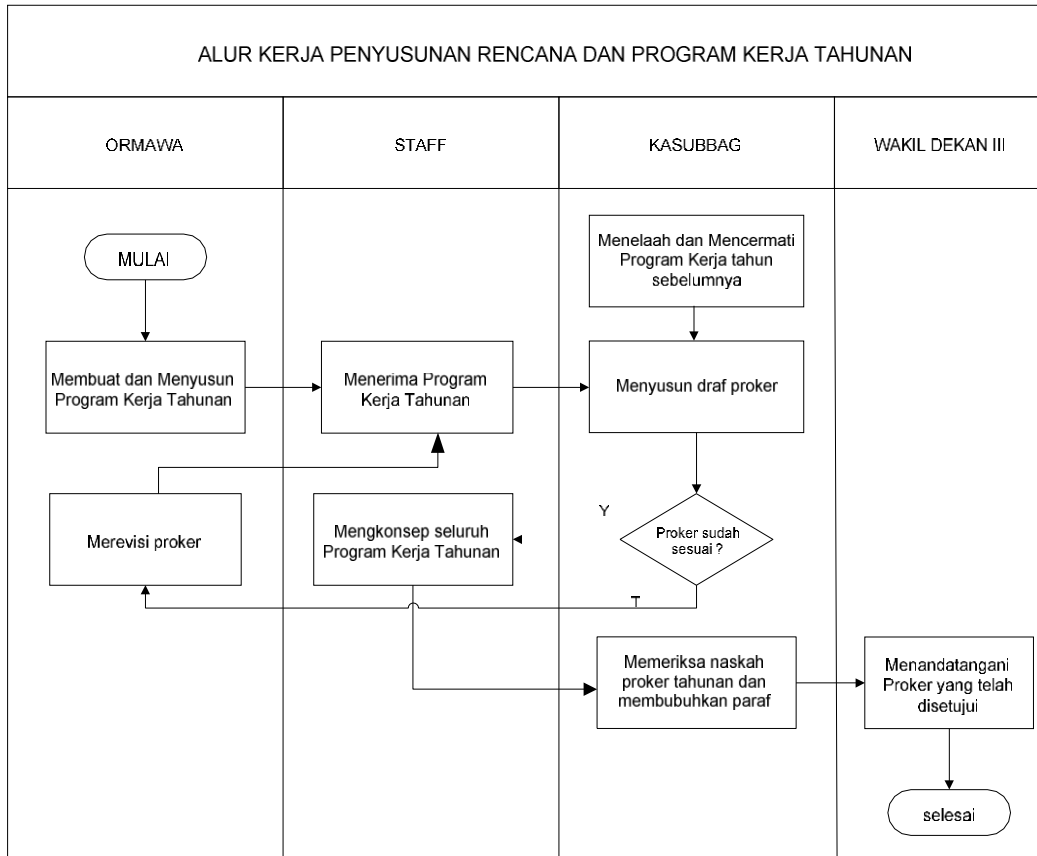 ALUR KERJA PENYUSUNAN RENCANA DAN PROGRAM KERJA TAHUNAN
ORMAWA
STAFF
KASUBBAG
WAKIL DEKAN III
MULAI
Menelaah dan Mencermati
Program Kerja tahun
sebelumnya
Membuat dan Menyusun
Program Kerja Tahunan
Menerima Program
Kerja Tahunan
Menyusun draf proker
Merevisi proker
Mengkonsep seluruh
Program Kerja Tahunan
Y
Proker sudah
sesuai ?
T
Memeriksa naskah
proker tahunan dan
membubuhkan paraf
Menandatangani
Proker yang telah
disetujui
selesai